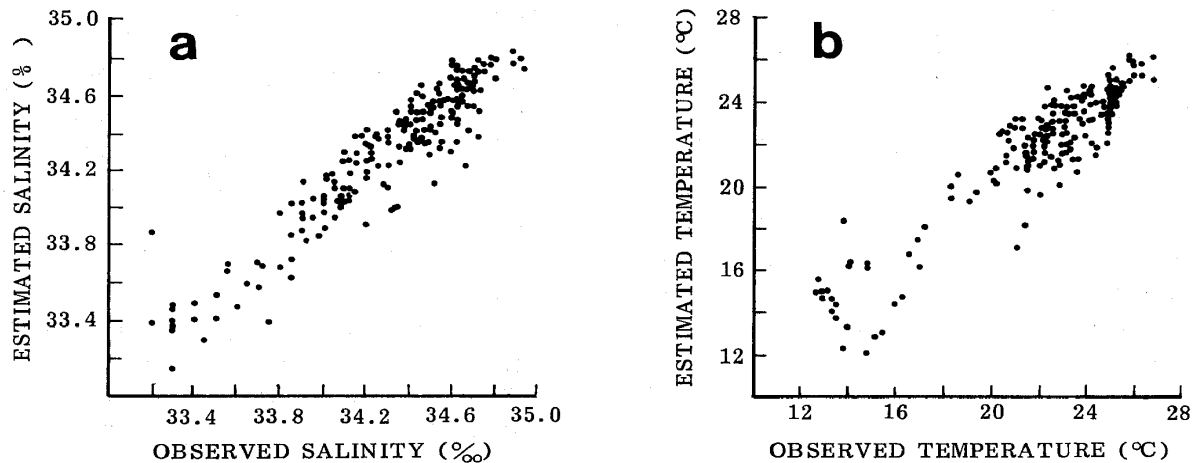 a
35.0
34.6
34.2
33.8
33.4
ESTIMATED SALINITY (%)
33.4 33.8 34.2 34.6 35.0
OBSERVED SALINITY (‰)
b
28
24
20
16
12
ESTIMATED TEMPERATURE (°C)
12 16 20 24 28
OBSERVED TEMPERATURE (°C)